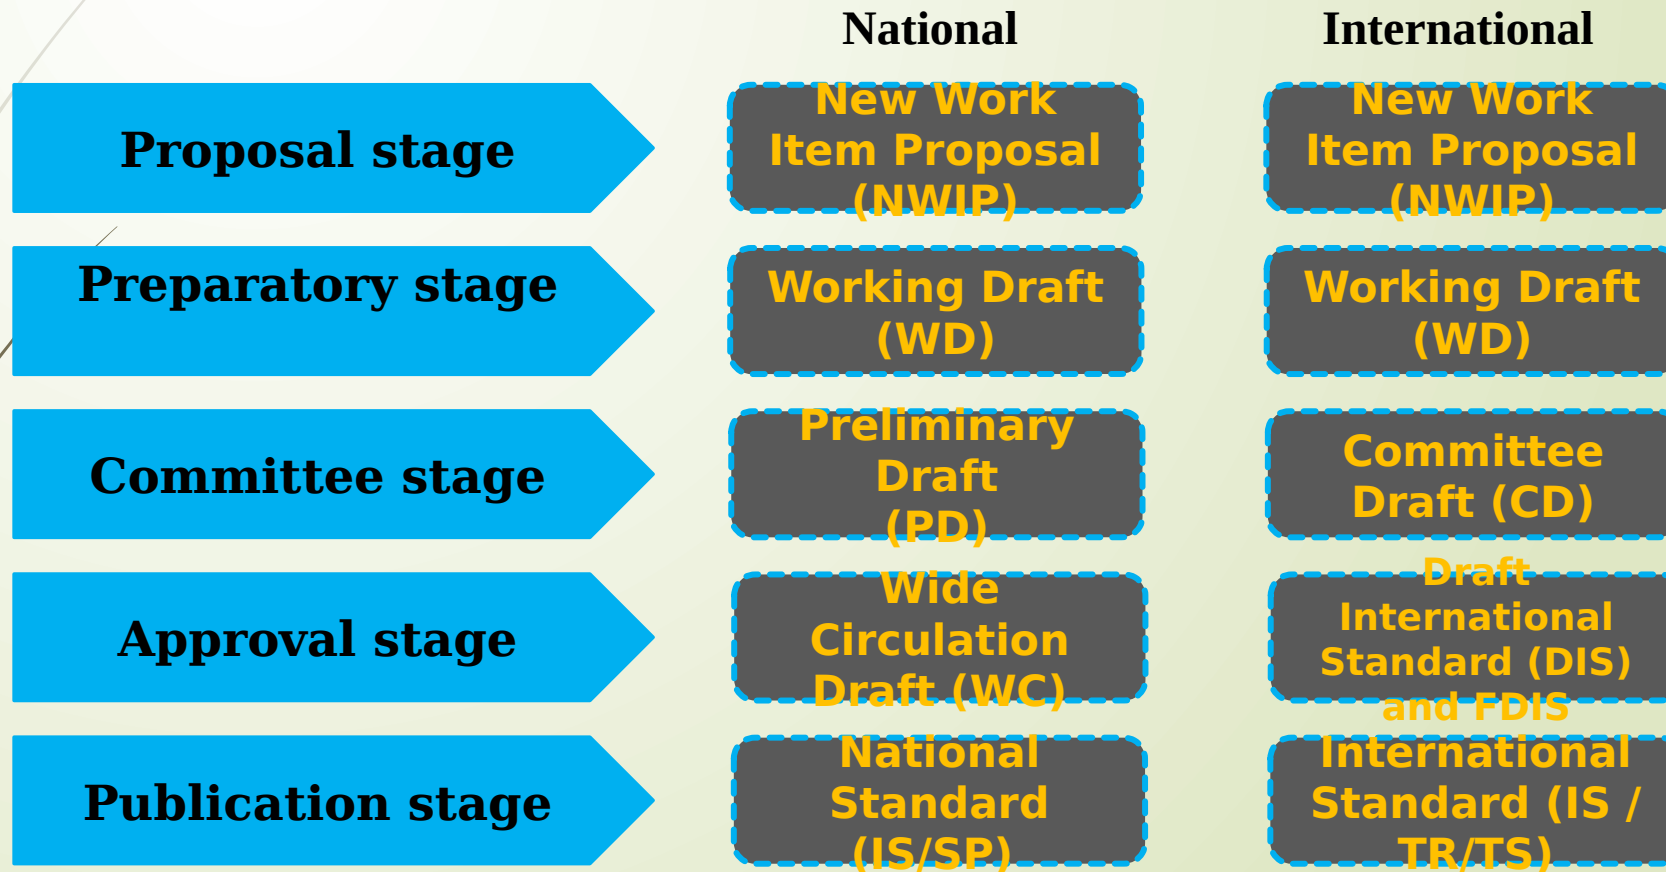 National
International
Proposal stage
New Work
Item Proposal
(NWIP)
New Work
Item Proposal
(NWIP)
Preparatory stage
Working Draft
(WD)
Working Draft
(WD)
Committee stage
Preliminary
Draft
(PD)
Committee
Draft (CD)
Approval stage
Wide
Circulation
Draft (WC)
Draft
International
Standard (DIS)
and FDIS
Publication stage
National
Standard
(IS/SP)
International
Standard (IS /
TR/TS)